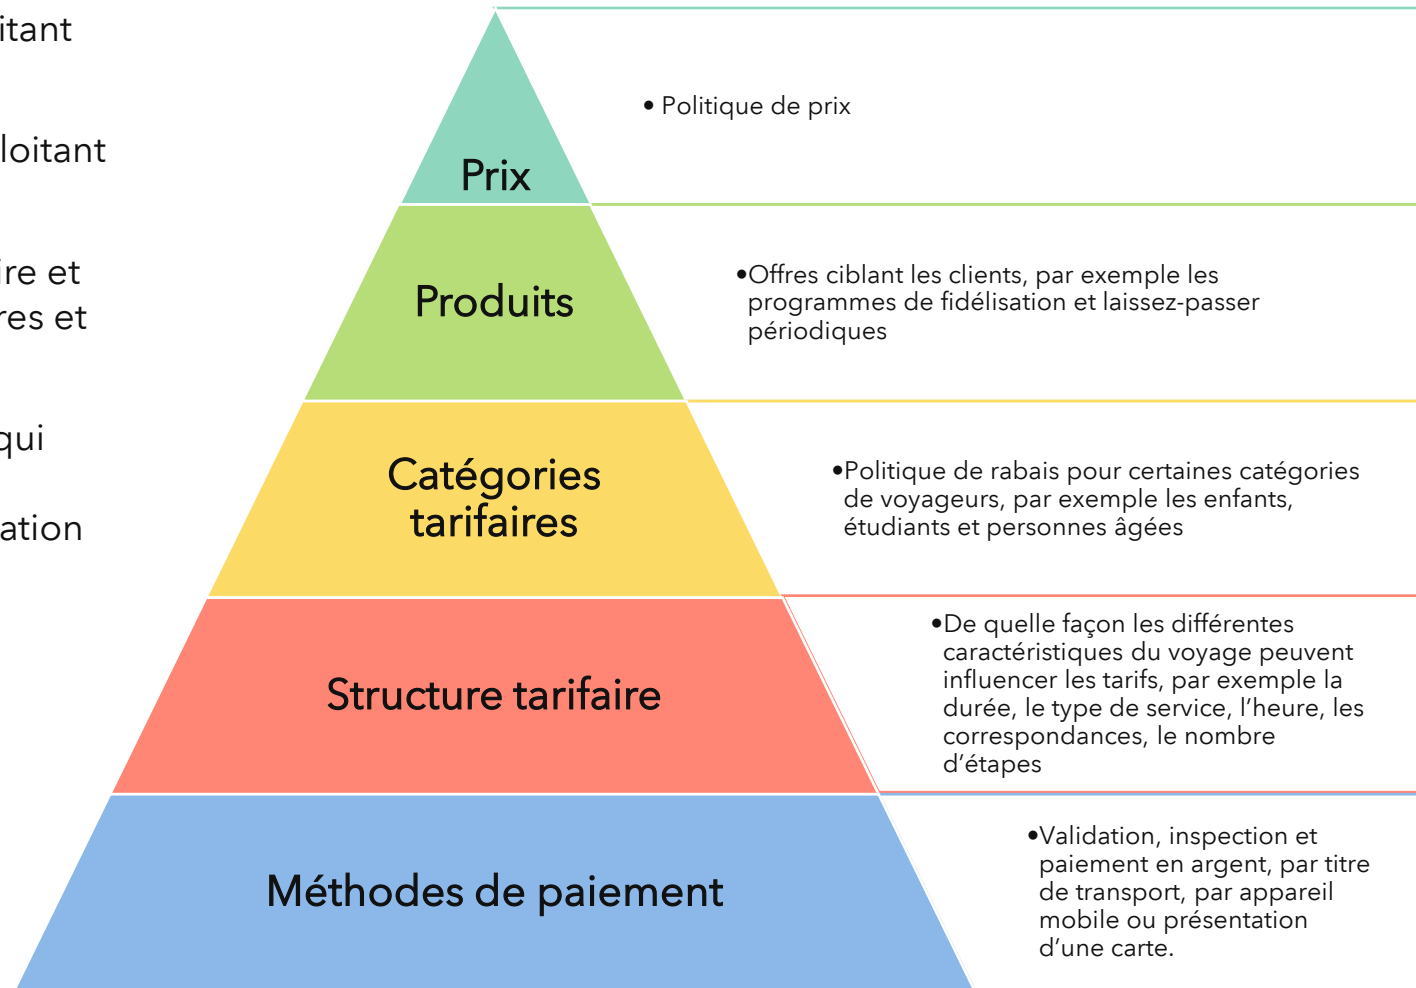 itant
loitant
ire et
res et
qui
ation
Prix
• Politique de prix
Produits
•Offres ciblant les clients, par exemple les
programmes de fidélisation et laissez-passer
périodiques
Catégories
tarifaires
•Politique de rabais pour certaines catégories
de voyageurs, par exemple les enfants,
étudiants et personnes âgées
Structure tarifaire
•De quelle façon les différentes
caractéristiques du voyage peuvent
influencer les tarifs, par exemple la
durée, le type de service, l’heure, les
correspondances, le nombre
d’étapes
Méthodes de paiement
•Validation, inspection et
paiement en argent, par titre
de transport, par appareil
mobile ou présentation
d’une carte.